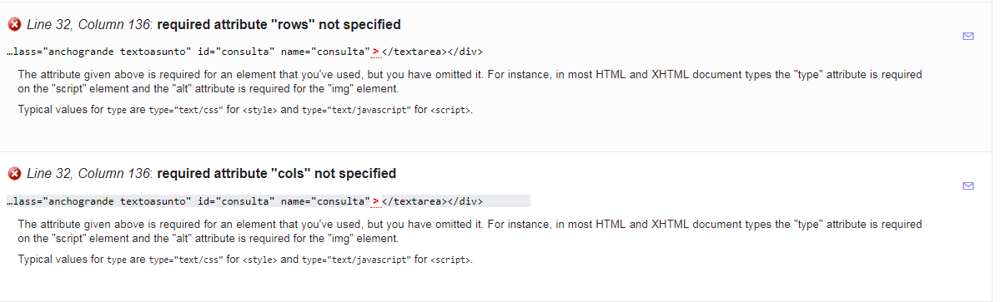 Line 32, Column 136: required attribute "rows" not specified
…lass="anchogrande textoasunto" id="consulta" name="consulta"></textarea></div>
The attribute given above is required for an element that you've used, but you have omitted it. For instance, in most HTML and XHTML document types the "type" attribute is required
on the "script" element and the "alt" attribute is required for the "img" element.
Typical values for type are type="text/css" for <style> and type="text/javascript" for <script>.
Line 32, Column 136: required attribute "cols" not specified
…lass="anchogrande textoasunto" id="consulta" name="consulta"></textarea></div>
The attribute given above is required for an element that you've used, but you have omitted it. For instance, in most HTML and XHTML document types the "type" attribute is required
on the "script" element and the "alt" attribute is required for the "img" element.
Typical values for type are type="text/css" for <style> and type="text/javascript" for <script>.